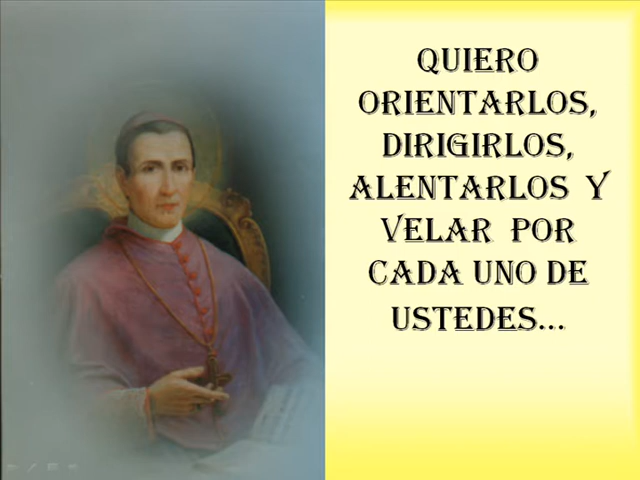 QUIERO
ORIENTARLOS,
DIRIGIRLOS,
ALENTARLOS Y
VELAR POR
CADA UNO DE
USTEDES...